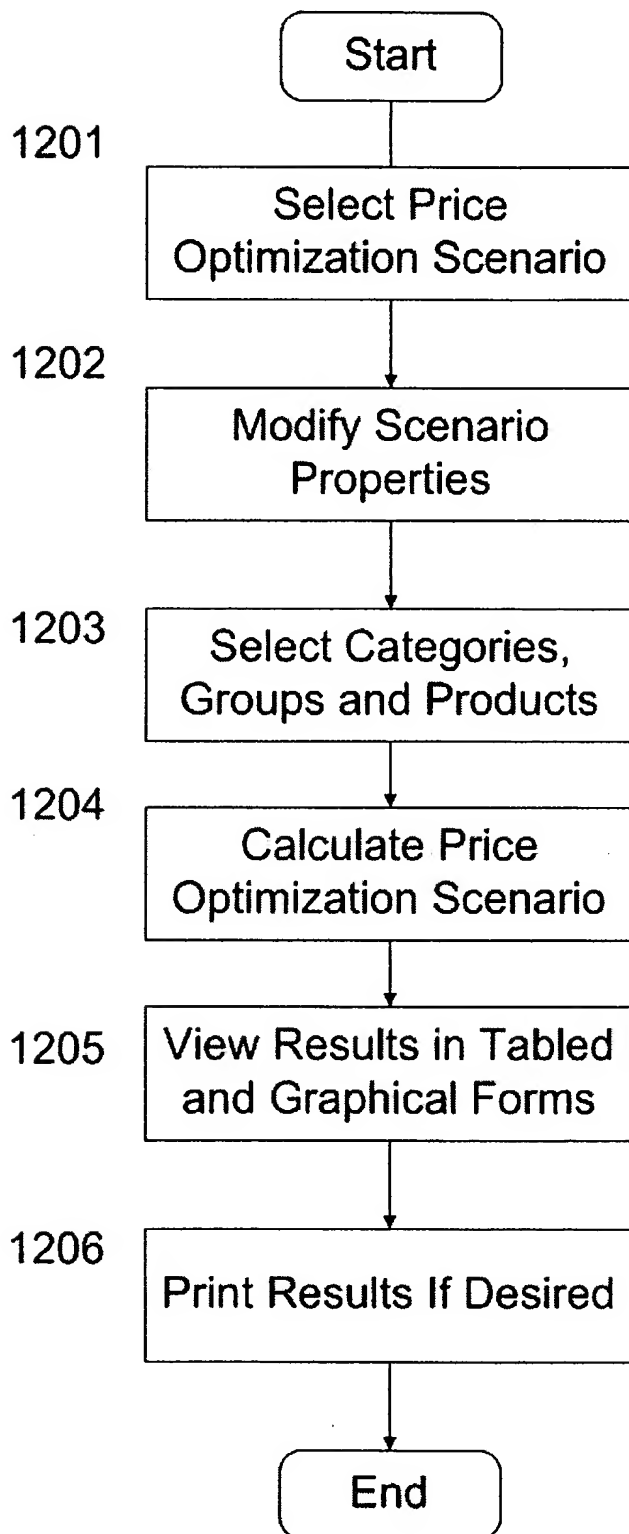 Start
1201
Select Price
Optimization Scenario
1202
Modify Scenario
Properties
1203
Select Categories,
Groups and Products
1204
Calculate Price
Optimization Scenario
1205
View Results in Tabled
and Graphical Forms
1206
Print Results If Desired
End